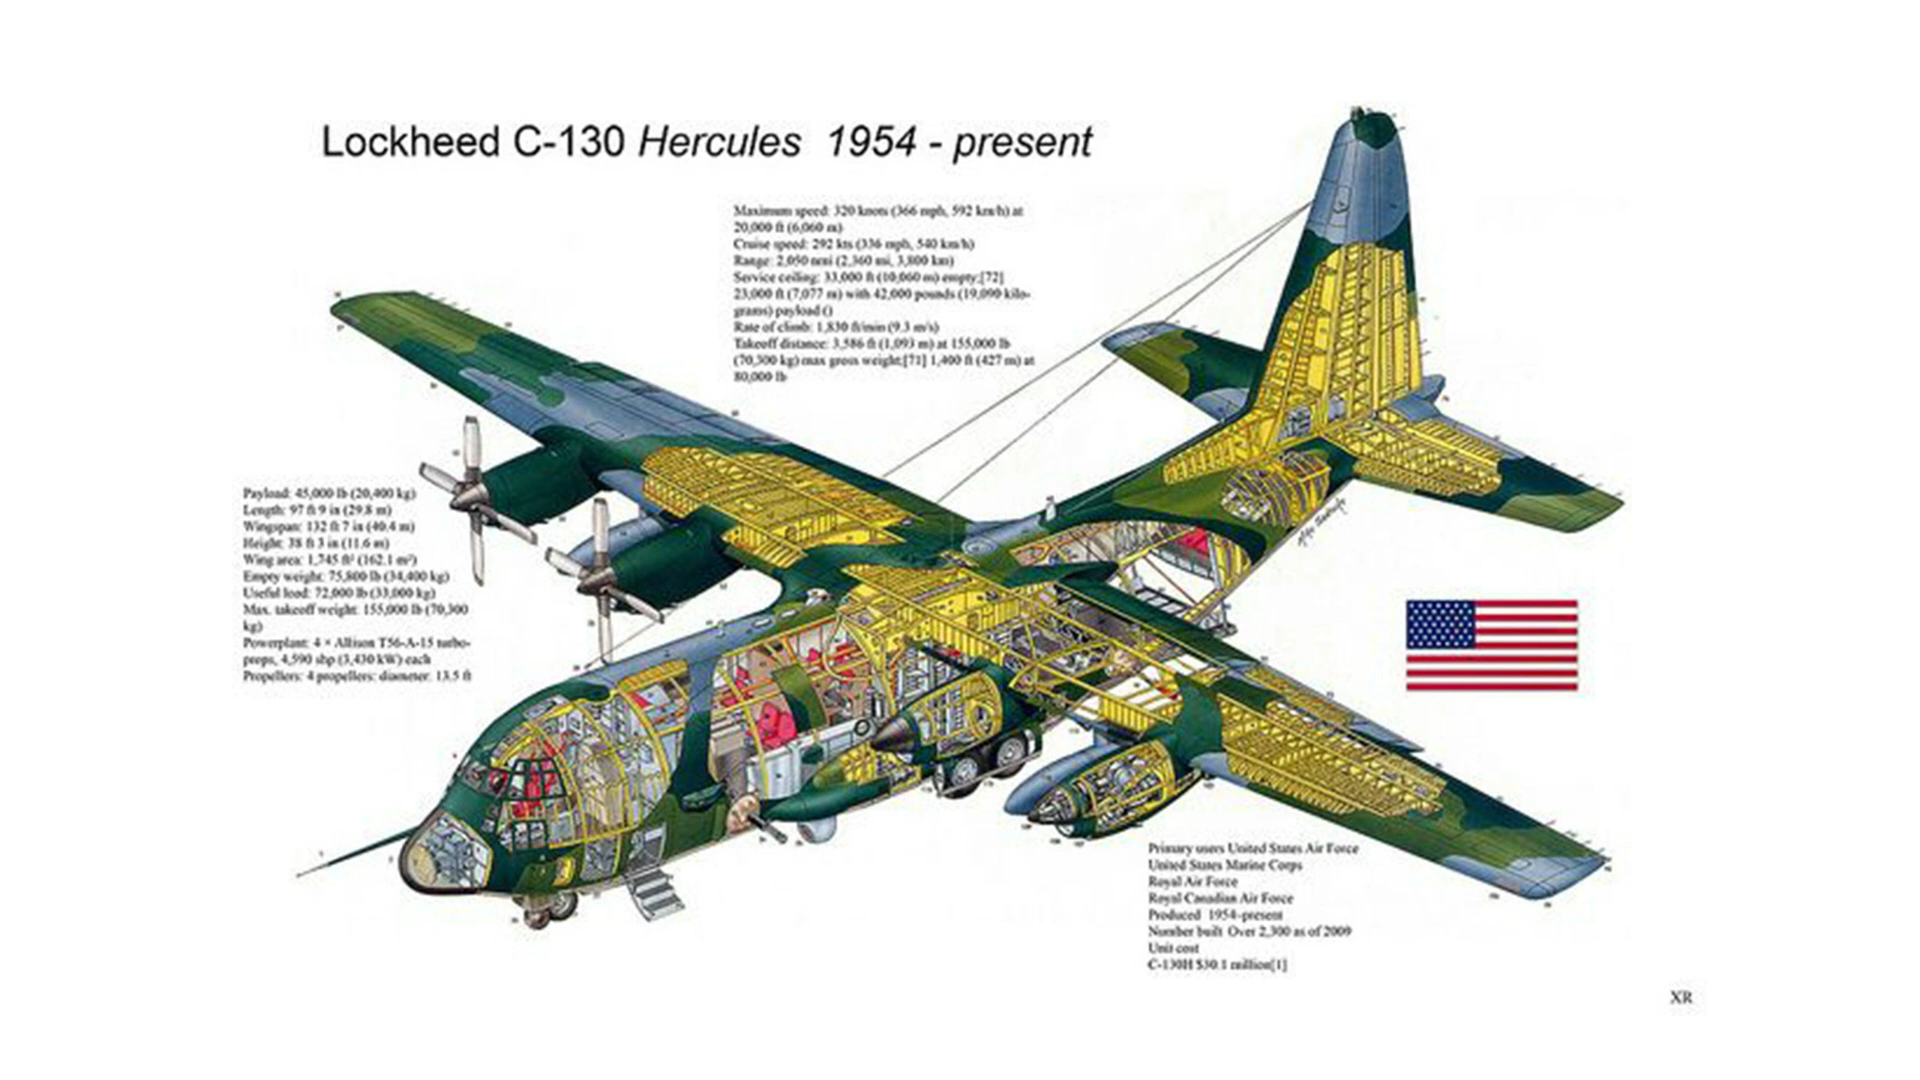 Lockheed C-130 Hercules 1954 - present
Maximum speed: 320 knots (366 mph, 592 km/h) at
20,000 ft (6,060 m)
Cruise speed: 292 kts (336 mph, 540 km/h)
Range: 2,050 nmi (2,360 mi, 3,800 km)
Service ceiling: 33,000 ft (10,060 m) empty;[72]
23,000 ft (7,077 m) with 42,000 pounds (19,090 kilo-
grams) payload ()
Rate of climb: 1,830 ft/min (9.3 m/s)
Takeoff distance: 3,586 ft (1,093 m) at 155,000 lb
(70,300 kg) max gross weight;[71] 1,400 ft (427 m) at
80,000 lb
Payload: 45,000 lb (20,400 kg)
Length: 97 ft 9 in (29.8 m)
Wingspan: 132 ft 7 in (40.4 m)
Height: 38 ft 3 in (11.6 m)
Wing area: 1,745 ft² (162.1 m²)
Empty weight: 75,800 lb (34,400 kg)
Useful load: 72,000 lb (33,000 kg)
Max. takeoff weight: 155,000 lb (70,300
kg)
Powerplant: 4 × Allison T56-A-15 turbo-
props, 4,590 shp (3,430 kW) each
Propellers: 4 propellers: diameter: 13.5 ft
Primary users United States Air Force
United States Marine Corps
Royal Air Force
Royal Canadian Air Force
Produced 1954-present
Number built Over 2,300 as of 2009
Unit cost
C-130H $30.1 million[1]
XR